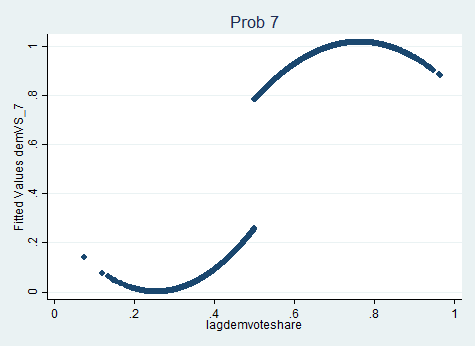 Prob 7
Fitted Values demVS_7
0 .2 .4 .6 .8 1
0 .2 .4 .6 .8 1
lagdemvoteshare